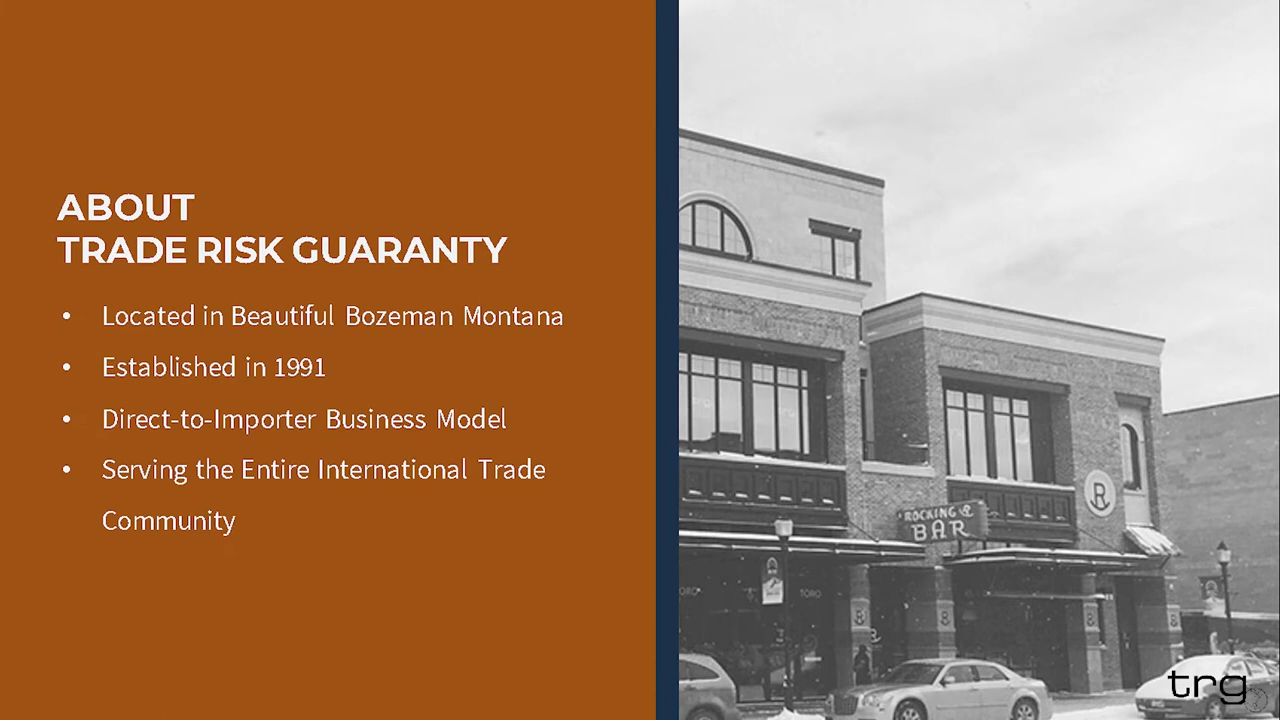 ABOUT
TRADE RISK GUARANTY
• Located in Beautiful Bozeman Montana
• Established in 1991
• Direct-to-Importer Business Model
• Serving the Entire International Trade
Community
R
ROCKING R
BAR
TORO
trg